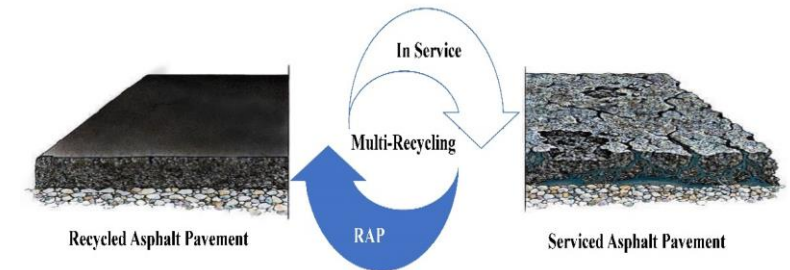 In Service
Multi-Recycling
RAP
Recycled Asphalt Pavement
Serviced Asphalt Pavement